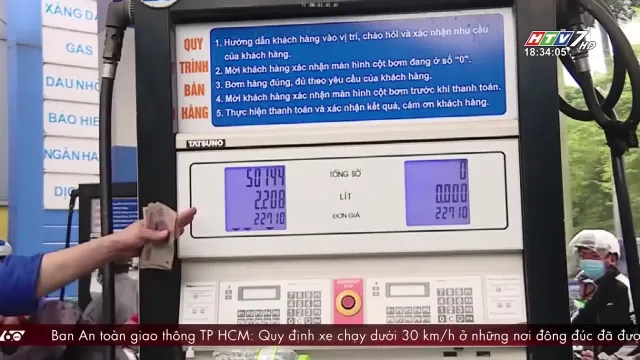 XĂNG DẦ
GAS
DẦU NHỚ
BẢO HIỂ
NGÂN HÀN
DỊC
QUY
TRÌNH
BÁN
HÀNG
1. Hướng dẫn khách hàng vào vị trí, chào hỏi và xác nhận nhu cầu
của khách hàng.
2. Mời khách hàng xác nhận màn hình cột bơm đang ở số "0".
3. Bơm hàng đúng, đủ theo yêu cầu của khách hàng.
4. Mời khách hàng xác nhận màn hình cột bơm trước khi thanh toán.
5. Thực hiện thanh toán và xác nhận kết quả, cám ơn khách hàng.
HTV7 HD
18:34:05
TATSUNO
50144 TỔNG SỐ 0
2.208 LÍT 0.000
22710 ĐƠN GIÁ 22710
60
Ban An toàn giao thông TP HCM: Quy định xe chạy dưới 30 km/h ở những nơi đông đúc đã đư